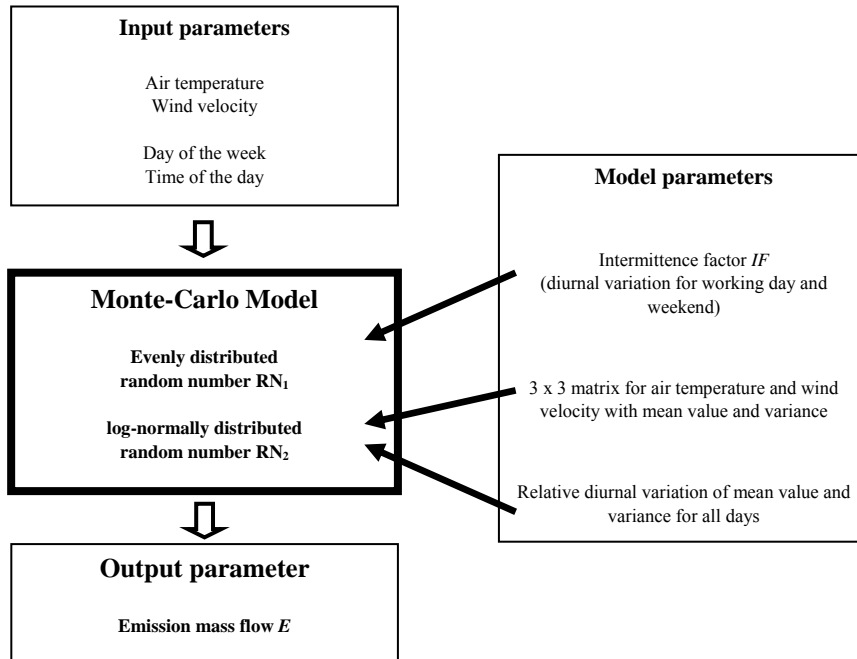 Input parameters
Air temperature
Wind velocity
Day of the week
Time of the day
Monte-Carlo Model
Evenly distributed
random number RN₁
log-normally distributed
random number RN₂
Output parameter
Emission mass flow E
Model parameters
Intermittence factor IF
(diurnal variation for working day and
weekend)
3 x 3 matrix for air temperature and wind
velocity with mean value and variance
Relative diurnal variation of mean value and
variance for all days